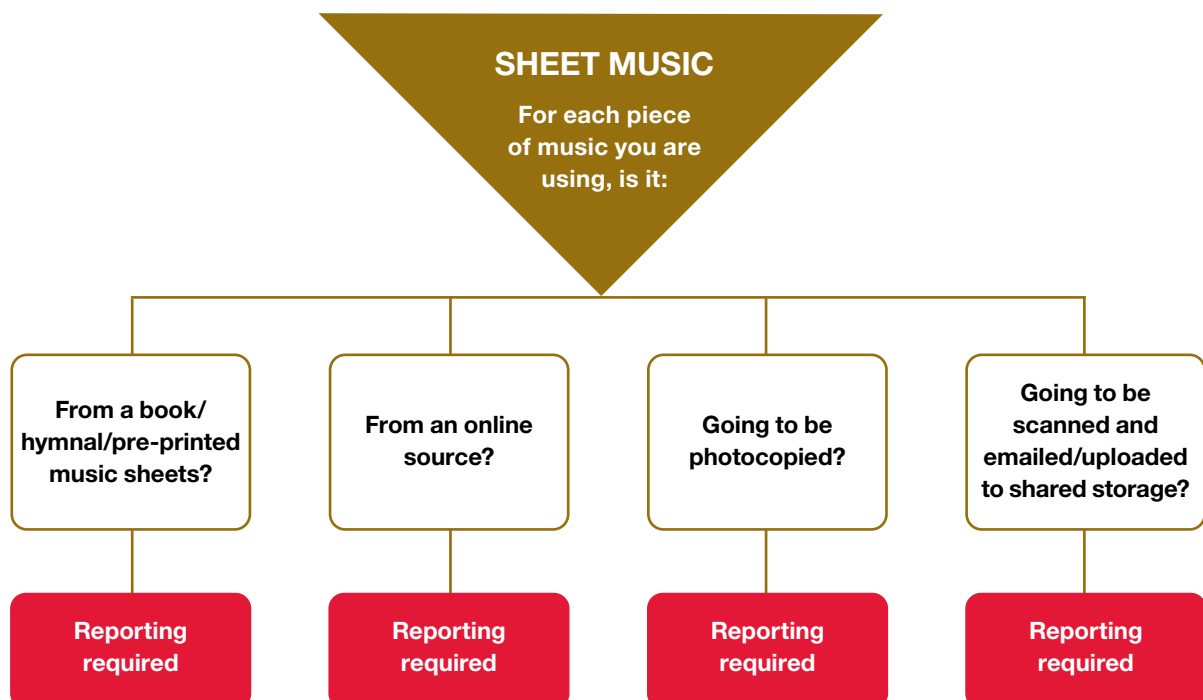 SHEET MUSIC
For each piece
of music you are
using, is it:
From a book/
hymnal/pre-printed
music sheets?
From an online
source?
Going to be
photocopied?
Going to be
scanned and
emailed/uploaded
to shared storage?
Reporting
required
Reporting
required
Reporting
required
Reporting
required